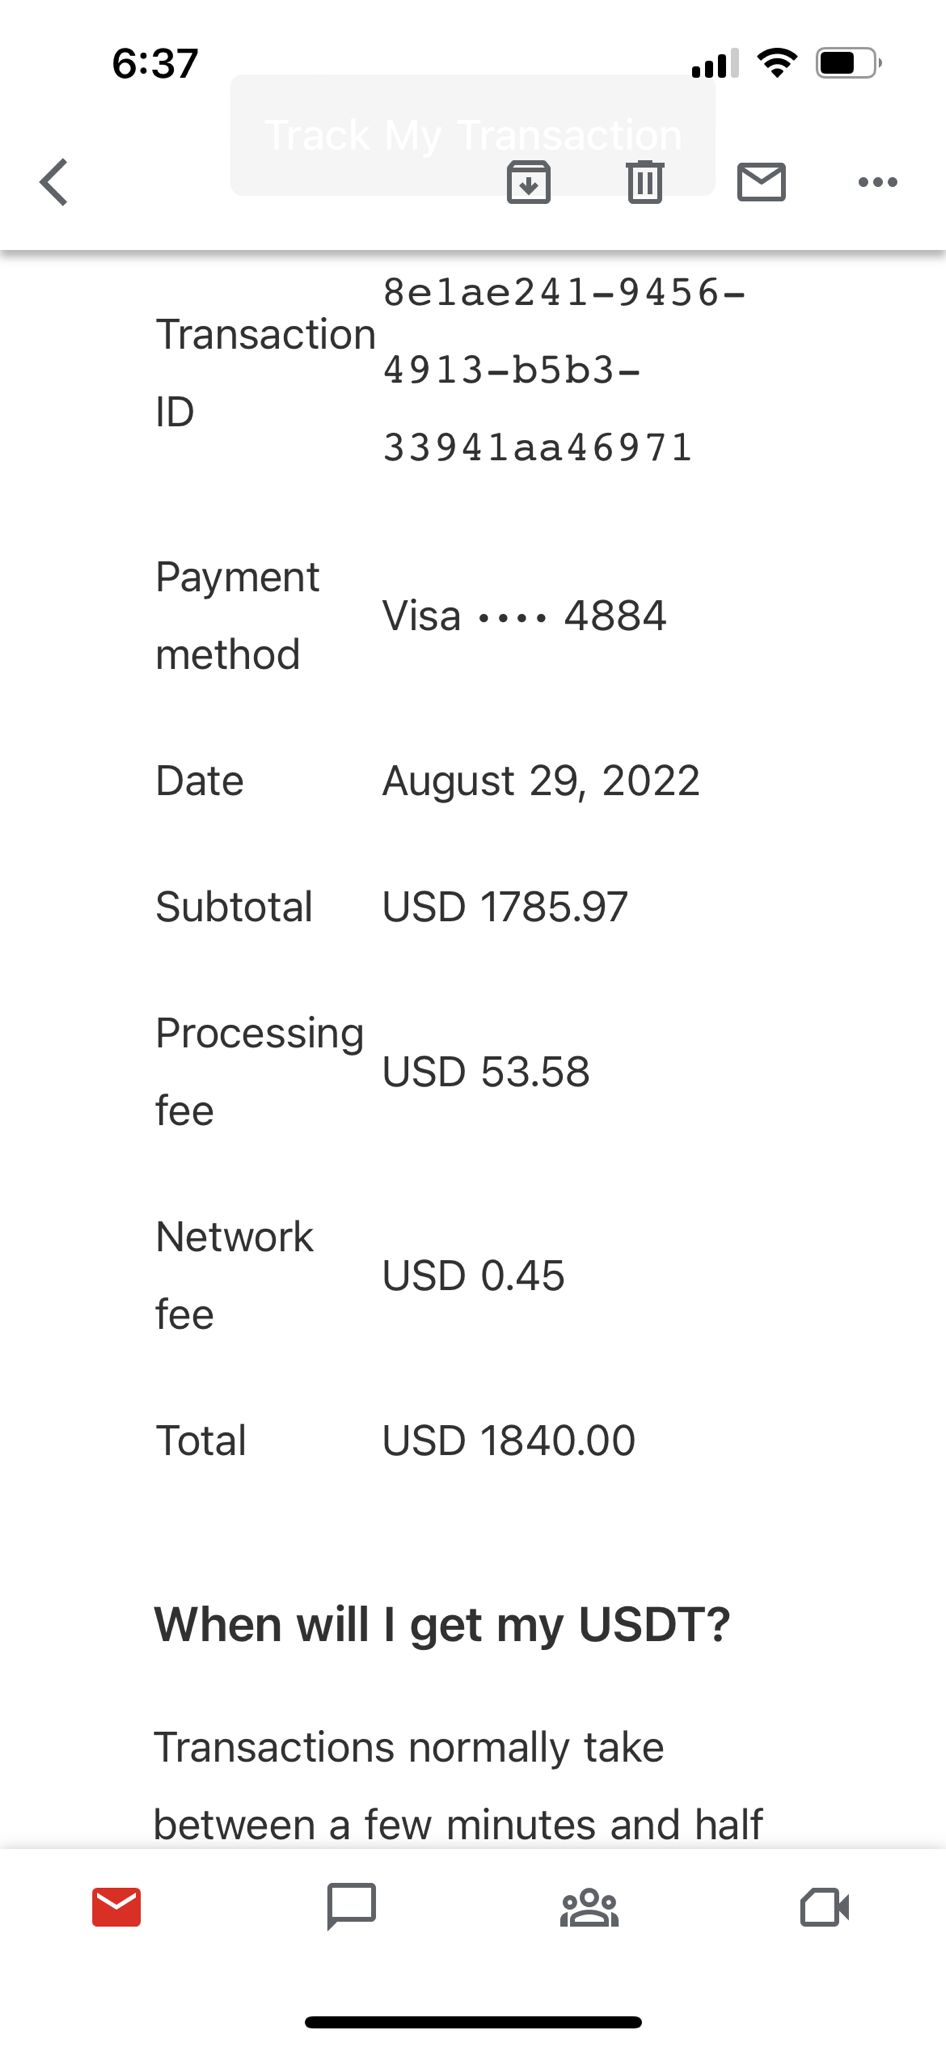 6:37
Track My Transaction
8e1ae241-9456-
Transaction
4913-b5b3-
ID
33941aa46971
Payment
Visa •••• 4884
method
Date August 29, 2022
Subtotal USD 1785.97
Processing
USD 53.58
fee
Network
USD 0.45
fee
Total USD 1840.00
When will I get my USDT?
Transactions normally take
between a few minutes and half